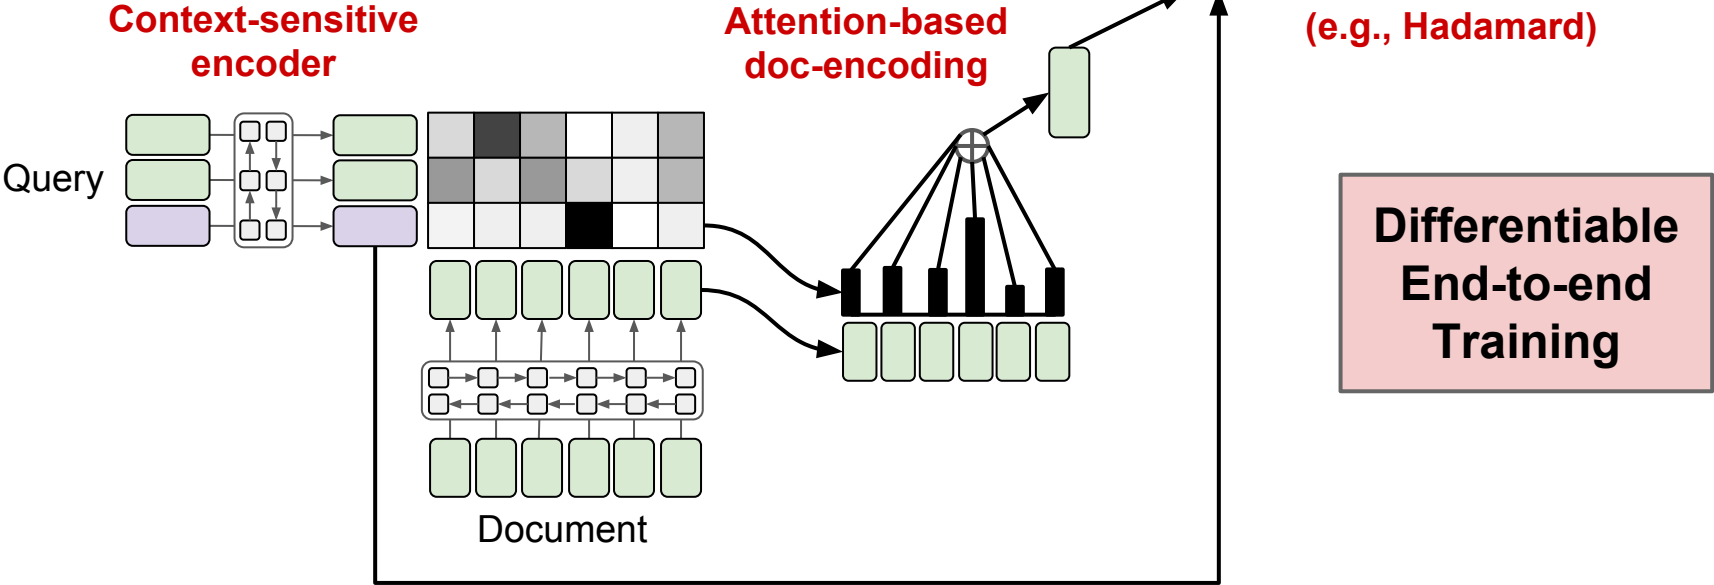 Context-sensitive
encoder
Attention-based
doc-encoding
(e.g., Hadamard)
Query
Differentiable
End-to-end
Training
Document